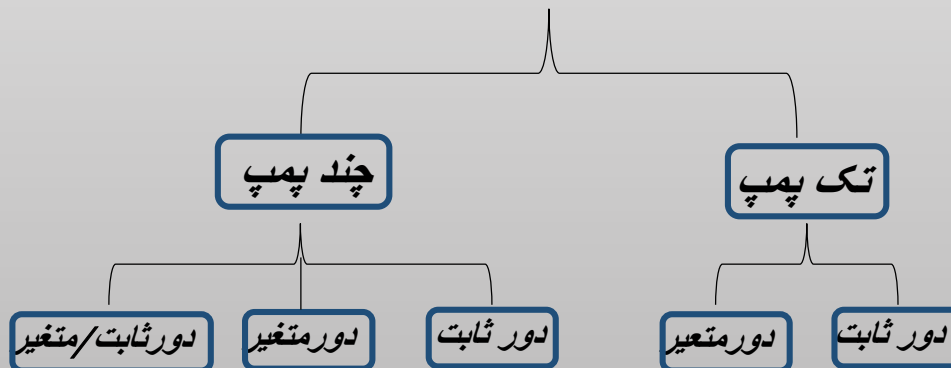 تک پمپ
چند پمپ
دور ثابت
دورمتعیر
دور ثابت
دورمتغیر
دورثابت/متغیر